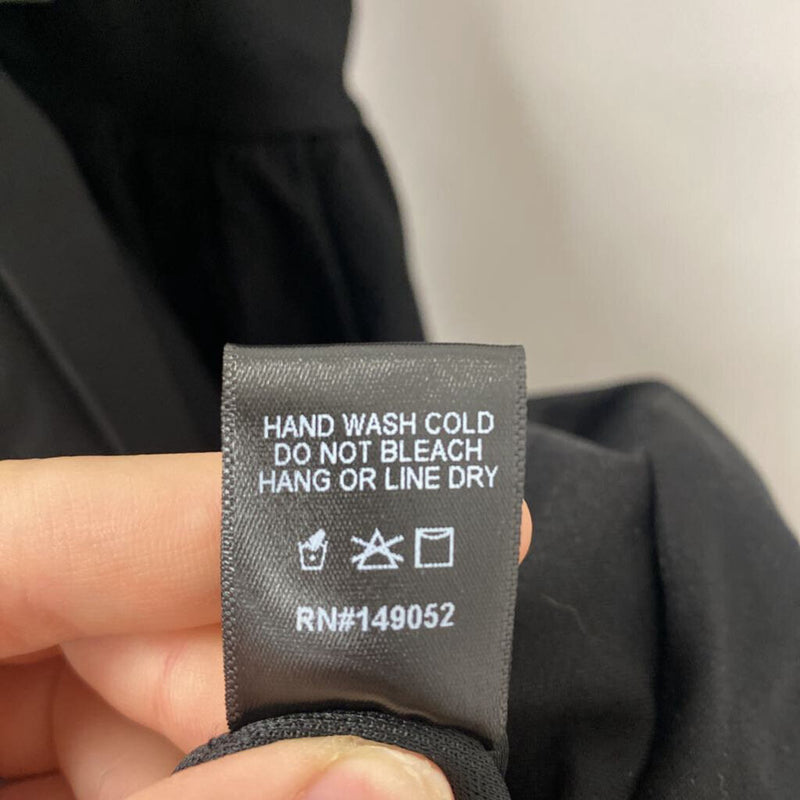 HAND WASH COLD
DO NOT BLEACH
HANG OR LINE DRY
RN#149052